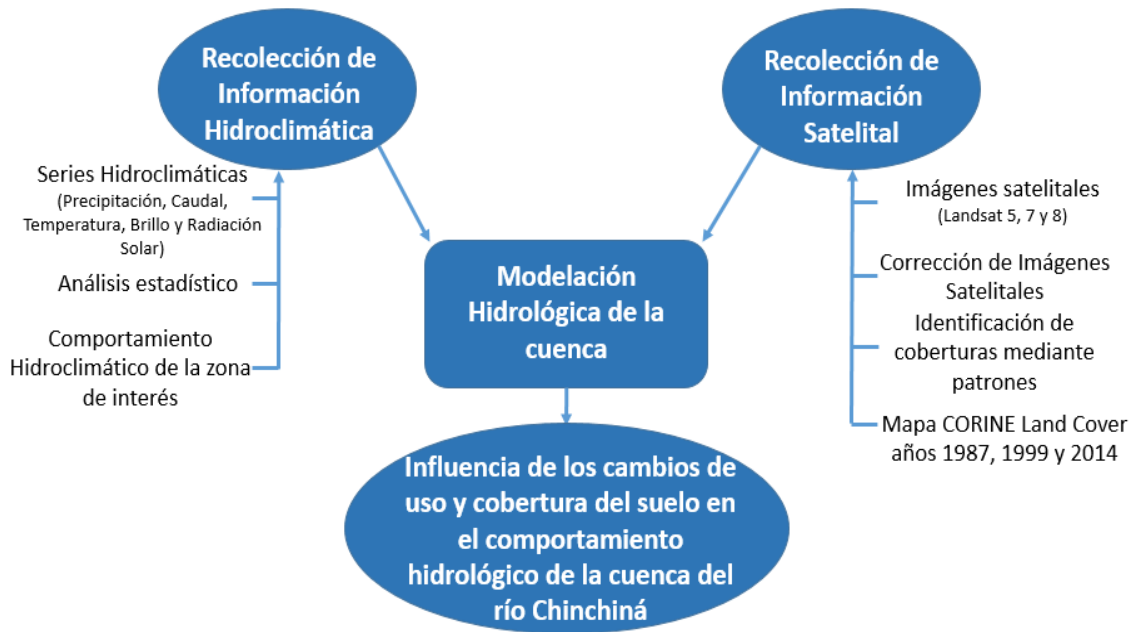 Recolección de
Información
Hidroclimática
Recolección de
Información
Satelital
Series Hidroclimáticas
(Precipitación, Caudal,
Temperatura, Brillo y Radiación
Solar)
Análisis estadístico
Comportamiento
Hidroclimático de la zona
de interés
Imágenes satelitales
(Landsat 5, 7 y 8)
Corrección de Imágenes
Satelitales
Identificación de
coberturas mediante
patrones
Mapa CORINE Land Cover
años 1987, 1999 y 2014
Modelación
Hidrológica de la
cuenca
Influencia de los cambios de
uso y cobertura del suelo en
el comportamiento
hidrológico de la cuenca del
río Chinchiná